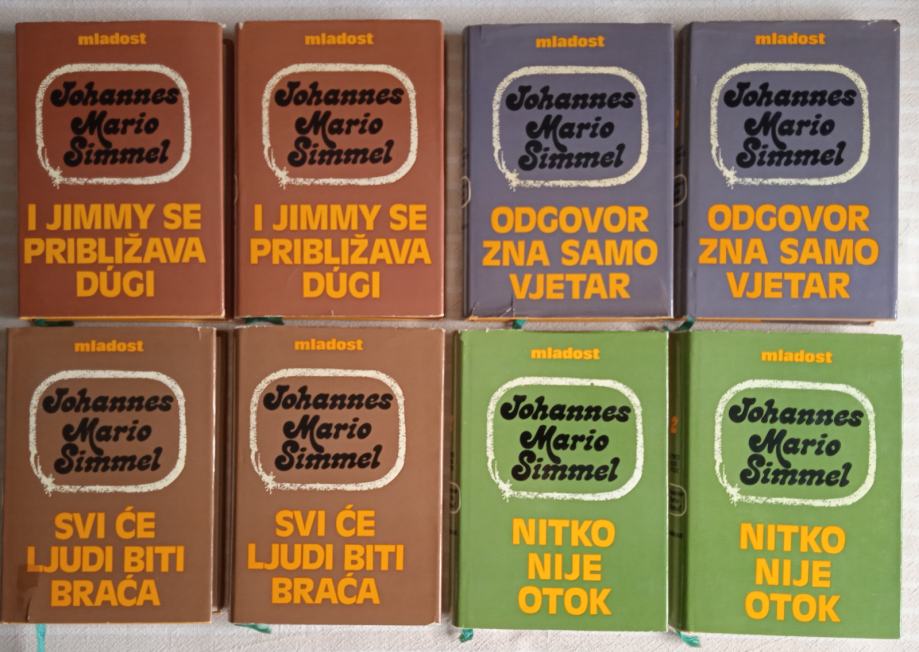 mladost
Johannes
Mario
Simmel
I JIMMY SE
PRIBLIŽAVA
DÚGI
mladost
Johannes
Mario
Simmel
I JIMMY SE
PRIBLIŽAVA
DÚGI
mladost
Johannes
Mario
Simmel
ODGOVOR
ZNA SAMO
VJETAR
mladost
Johannes
Mario
Simmel
ODGOVOR
ZNA SAMO
VJETAR
mladost
Johannes
Mario
Simmel
SVI ĆE
LJUDI BITI
BRAĆA
mladost
Johannes
Mario
Simmel
SVI ĆE
LJUDI BITI
BRAĆA
mladost
Johannes
Mario
Simmel
NITKO
NIJE
OTOK
2
mladost
Johannes
Mario
Simmel
NITKO
NIJE
OTOK